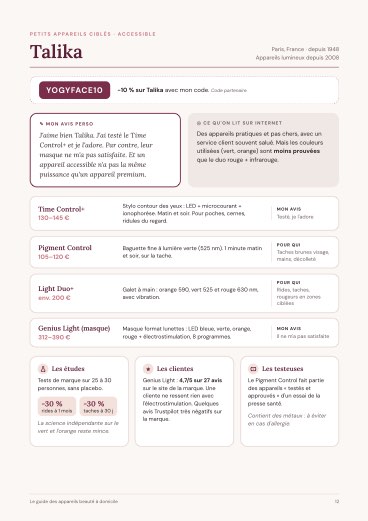 PETITS APPAREILS CIBLÉS · ACCESSIBLE
Talika
Paris, France · depuis 1948
Appareils lumineux depuis 2008
YOGYFACE10
−10 % sur Talika avec mon code. Code partenaire
MON AVIS PERSO
J'aime bien Talika. J'ai testé le Time
Control+ et je l'adore. Par contre, leur
masque ne m'a pas satisfaite. Et un
appareil accessible n'a pas la même
puissance qu'un appareil premium.
CE QU'ON LIT SUR INTERNET
Des appareils pratiques et pas chers, avec un
service client souvent salué. Mais les couleurs
utilisées (vert, orange) sont moins prouvées
que le duo rouge + infrarouge.
Time Control+
130–145 €
Stylo contour des yeux : LED + microcourant +
ionophorèse. Matin et soir. Pour poches, cernes,
ridules du regard.
MON AVIS
Testé, je l'adore
Pigment Control
105–120 €
Baguette fine à lumière verte (525 nm). 1 minute matin
et soir, sur la tache.
POUR QUI
Taches brunes visage,
mains, décolleté
Light Duo+
env. 200 €
Galet à main : orange 590, vert 525 et rouge 630 nm,
avec vibration.
POUR QUI
Rides, taches,
rougeurs en zones
ciblées
Genius Light (masque)
312–390 €
Masque format lunettes : LED bleue, verte, orange,
rouge + électrostimulation, 8 programmes.
MON AVIS
Il ne m'a pas satisfaite
Les études
Tests de marque sur 25 à 30
personnes, sans placebo.
−30 %
rides à 1 mois
−30 %
taches à 30 j
La science indépendante sur le
vert et l'orange reste mince.
Les clientes
Genius Light : 4,7/5 sur 27 avis
sur le site de la marque. Une
cliente ne ressent rien avec
l'électrostimulation. Quelques
avis Trustpilot très négatifs sur
la marque.
Les testeuses
Le Pigment Control fait partie
des appareils « testés et
approuvés » d'un essai de la
presse santé.
Contient des métaux : à éviter
en cas d'allergie.
Le guide des appareils beauté à domicile